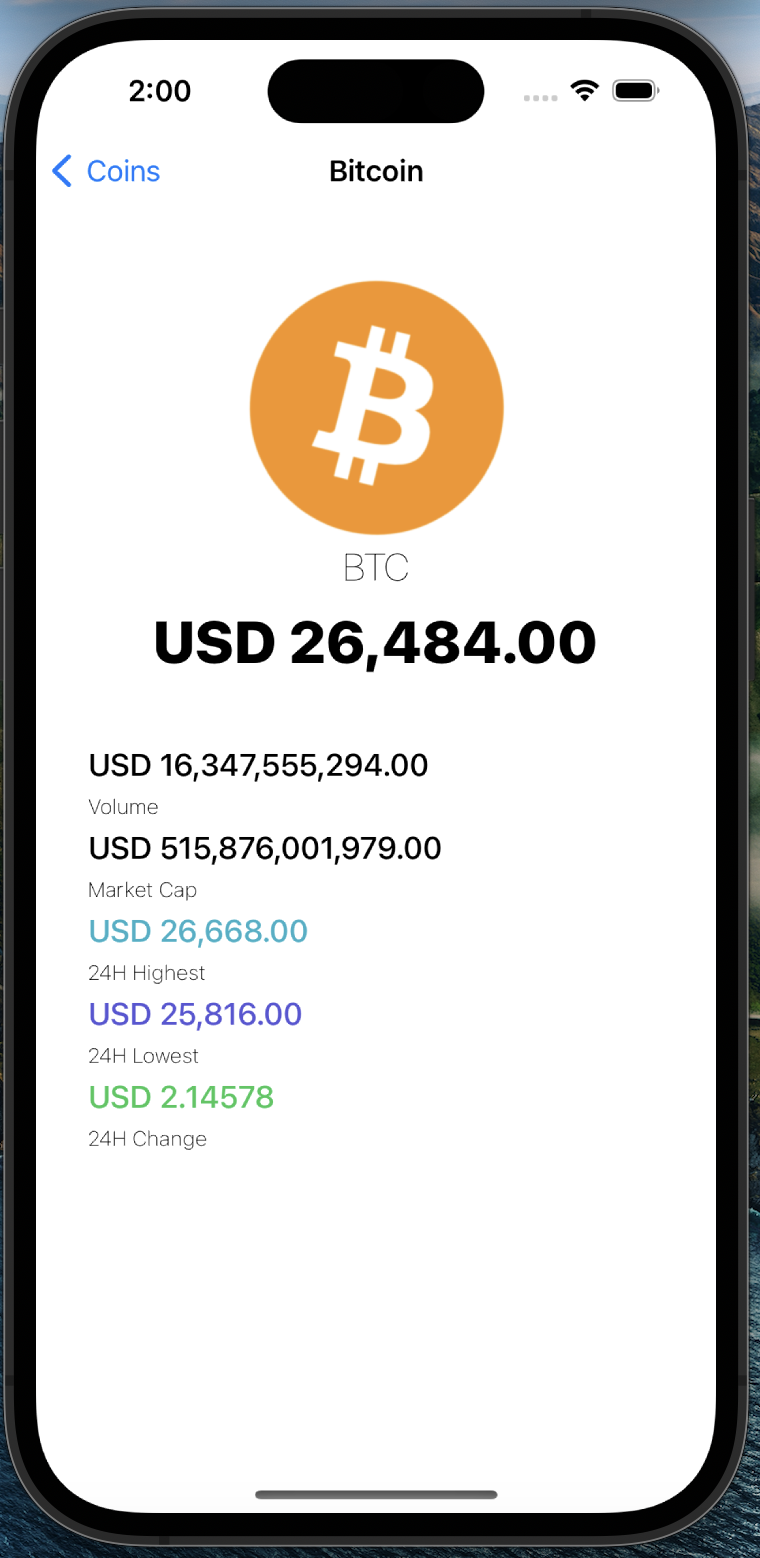 2:00
Coins
Bitcoin
BTC
USD 26,484.00
USD 16,347,555,294.00
Volume
USD 515,876,001,979.00
Market Cap
USD 26,668.00
24H Highest
USD 25,816.00
24H Lowest
USD 2.14578
24H Change